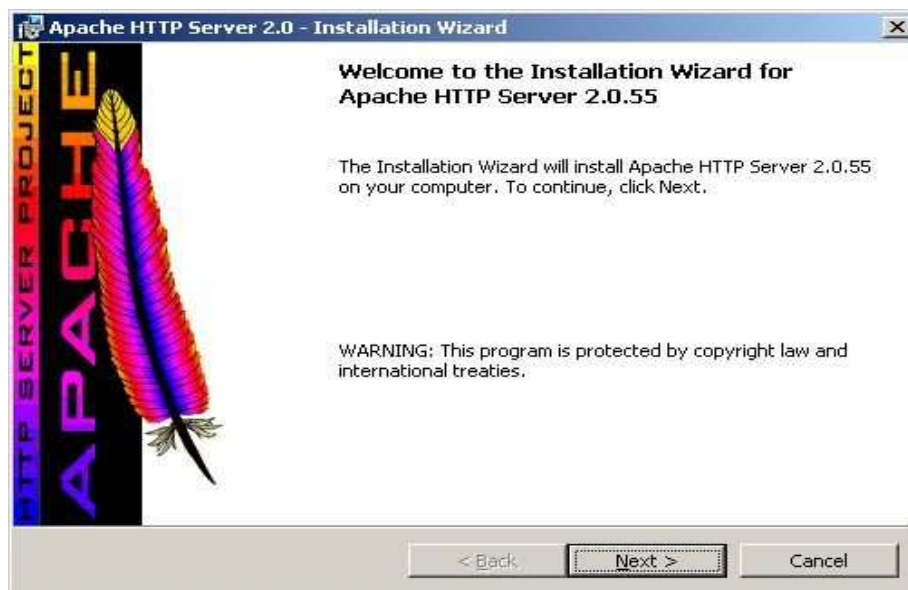 Apache HTTP Server 2.0 - Installation Wizard
HTTP SERVER PROJECT
APACHE
Welcome to the Installation Wizard for
Apache HTTP Server 2.0.55
The Installation Wizard will install Apache HTTP Server 2.0.55
on your computer. To continue, click Next.
WARNING: This program is protected by copyright law and
international treaties.
< Back
Next >
Cancel